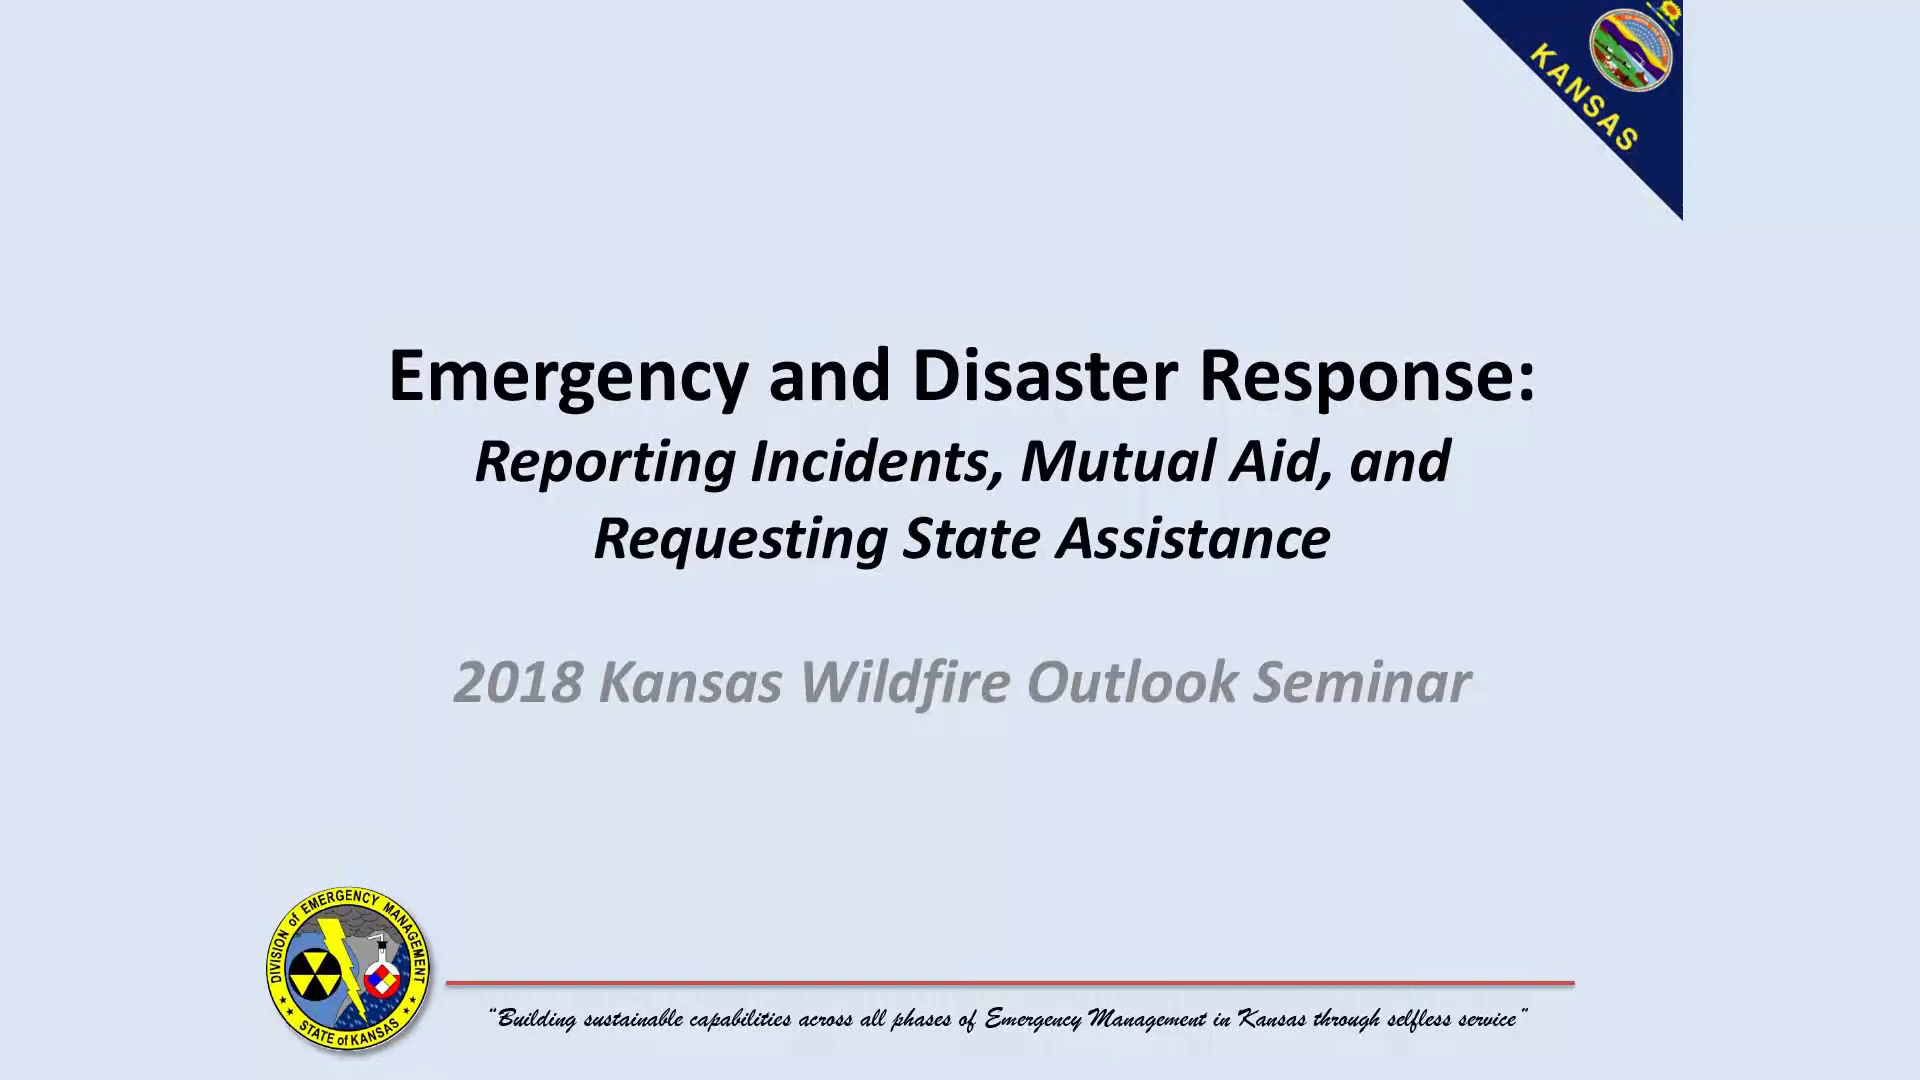 KANSAS
Emergency and Disaster Response:
Reporting Incidents, Mutual Aid, and
Requesting State Assistance
2018 Kansas Wildfire Outlook Seminar
DIVISION of EMERGENCY MANAGEMENT
STATE of KANSAS
“Building sustainable capabilities across all phases of Emergency Management in Kansas through selfless service”